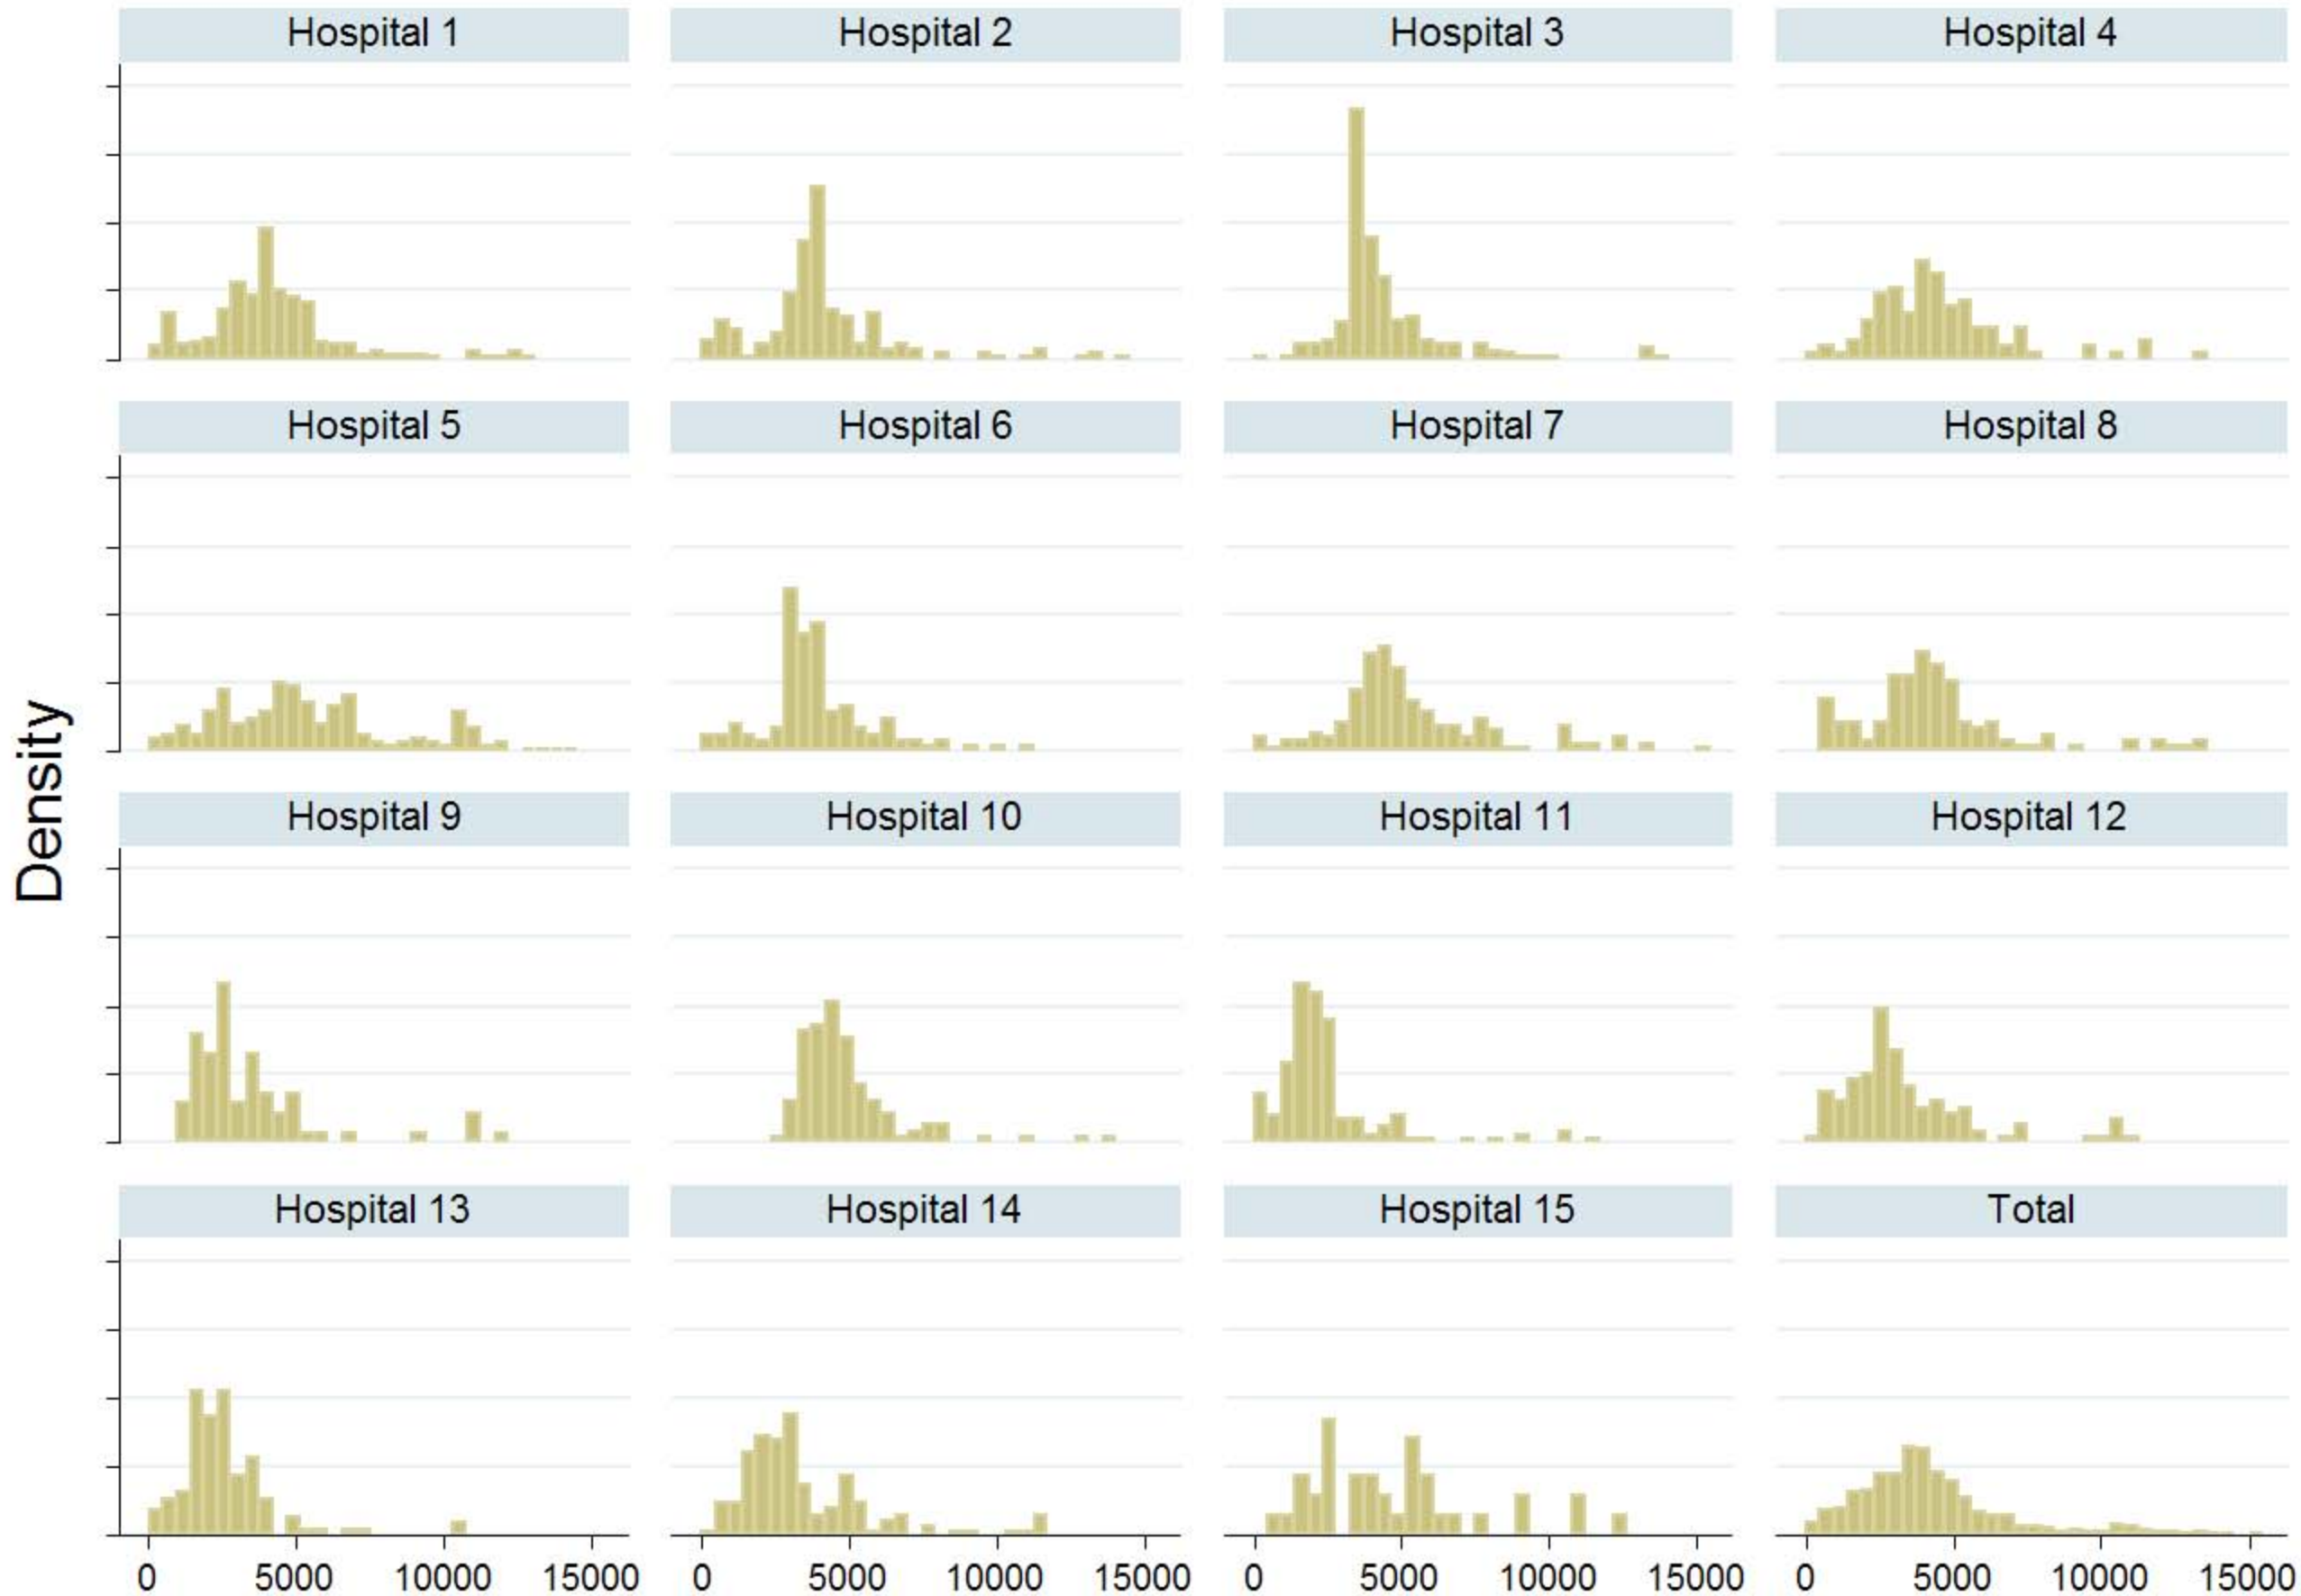 Hospital 1
Hospital 2
Hospital 3
Hospital 4
Hospital 5
Hospital 6
Hospital 7
Hospital 8
Density
Hospital 9
Hospital 10
Hospital 11
Hospital 12
Hospital 13
Hospital 14
Hospital 15
Total
0 5000 10000 15000
0 5000 10000 15000
0 5000 10000 15000
0 5000 10000 15000